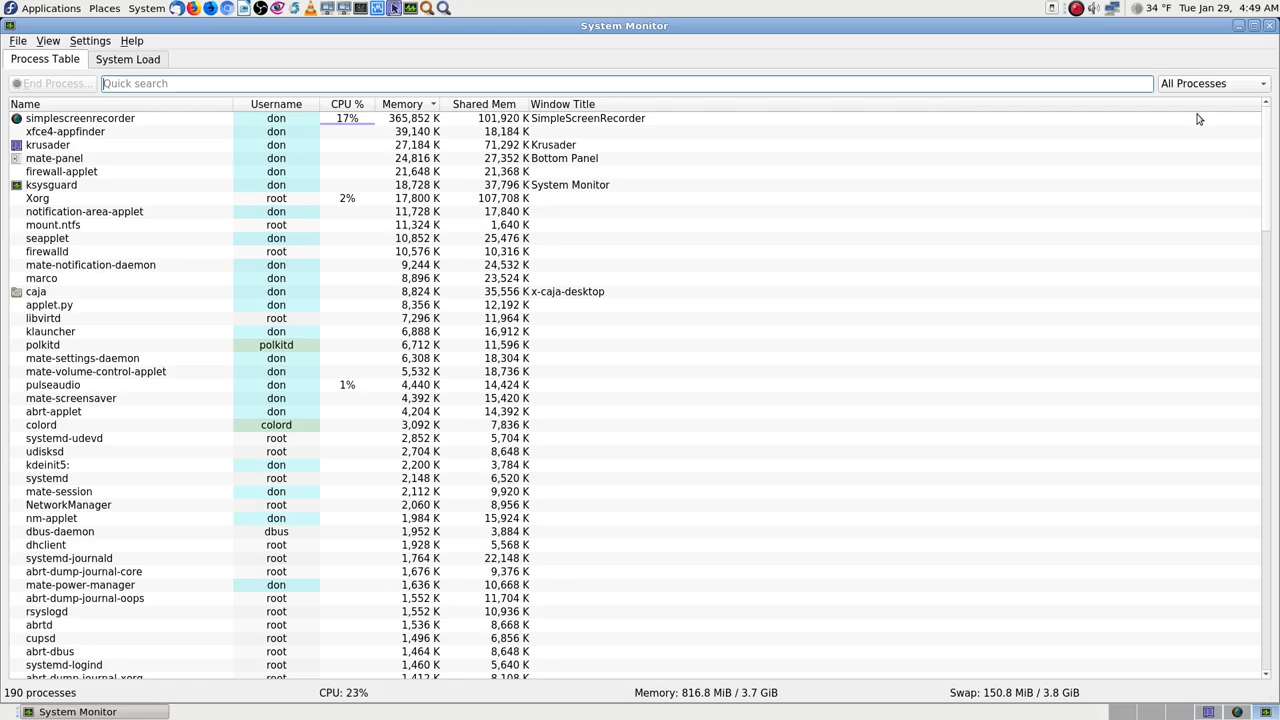 Applications Places System 34 °F Tue Jan 29, 4:49 AM
System Monitor
File View Settings Help
Process Table System Load
End Process... Quick search All Processes
Name Username CPU % Memory Shared Mem Window Title
simplescreenrecorder don 17% 365,852 K 101,920 K SimpleScreenRecorder
xfce4-appfinder don 39,140 K 18,184 K
krusader don 27,184 K 71,292 K Krusader
mate-panel don 24,816 K 27,352 K Bottom Panel
firewall-applet don 21,648 K 21,368 K
ksysguard don 18,728 K 37,796 K System Monitor
Xorg root 2% 17,800 K 107,708 K
notification-area-applet don 11,728 K 17,840 K
mount.ntfs root 11,324 K 1,640 K
seapplet don 10,852 K 25,476 K
firewalld root 10,576 K 10,316 K
mate-notification-daemon don 9,244 K 24,532 K
marco don 8,896 K 23,524 K
caja don 8,824 K 35,556 K x-caja-desktop
applet.py don 8,356 K 12,192 K
libvirtd root 7,296 K 11,964 K
klauncher don 6,888 K 16,912 K
polkitd polkitd 6,712 K 11,596 K
mate-settings-daemon don 6,308 K 18,304 K
mate-volume-control-applet don 5,532 K 18,736 K
pulseaudio don 1% 4,440 K 14,424 K
mate-screensaver don 4,392 K 15,420 K
abrt-applet don 4,204 K 14,392 K
colord colord 3,092 K 7,836 K
systemd-udevd root 2,852 K 5,704 K
udisksd root 2,704 K 8,648 K
kdeinit5: don 2,200 K 3,784 K
systemd root 2,148 K 6,520 K
mate-session don 2,112 K 9,920 K
NetworkManager root 2,060 K 8,956 K
nm-applet don 1,984 K 15,924 K
dbus-daemon dbus 1,952 K 3,884 K
dhclient root 1,928 K 5,568 K
systemd-journald root 1,764 K 22,148 K
abrt-dump-journal-core root 1,676 K 9,376 K
mate-power-manager don 1,636 K 10,668 K
abrt-dump-journal-oops root 1,552 K 11,704 K
rsyslogd root 1,552 K 10,936 K
abrtd root 1,536 K 8,668 K
cupsd root 1,496 K 6,856 K
abrt-dbus root 1,464 K 8,648 K
systemd-logind root 1,460 K 5,640 K
abrt-dump-journal-xorg root 1,412 K 8,108 K
190 processes CPU: 23% Memory: 816.8 MiB / 3.7 GiB Swap: 150.8 MiB / 3.8 GiB
System Monitor